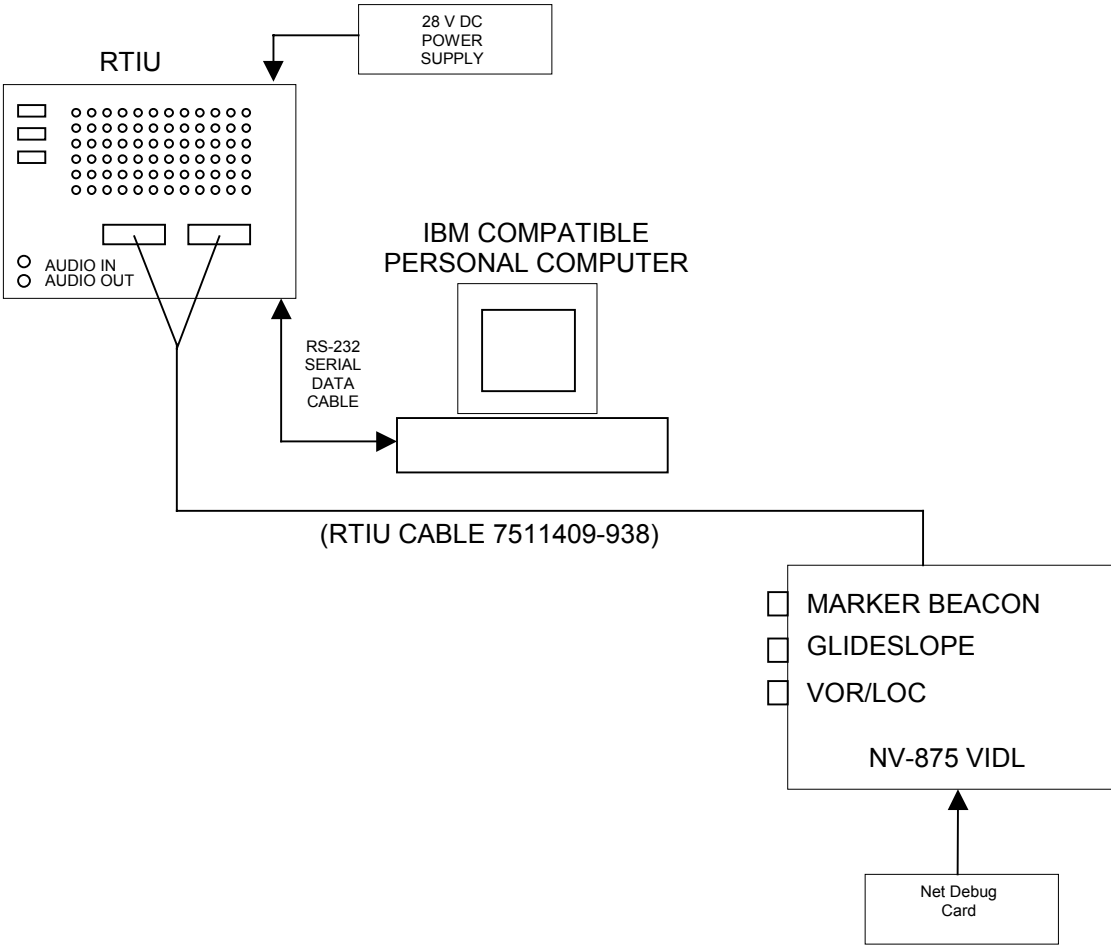 28 V DC
POWER
SUPPLY
RTIU
AUDIO IN
AUDIO OUT
IBM COMPATIBLE
PERSONAL COMPUTER
RS-232
SERIAL
DATA
CABLE
(RTIU CABLE 7511409-938)
MARKER BEACON
GLIDESLOPE
VOR/LOC
NV-875 VIDL
Net Debug
Card